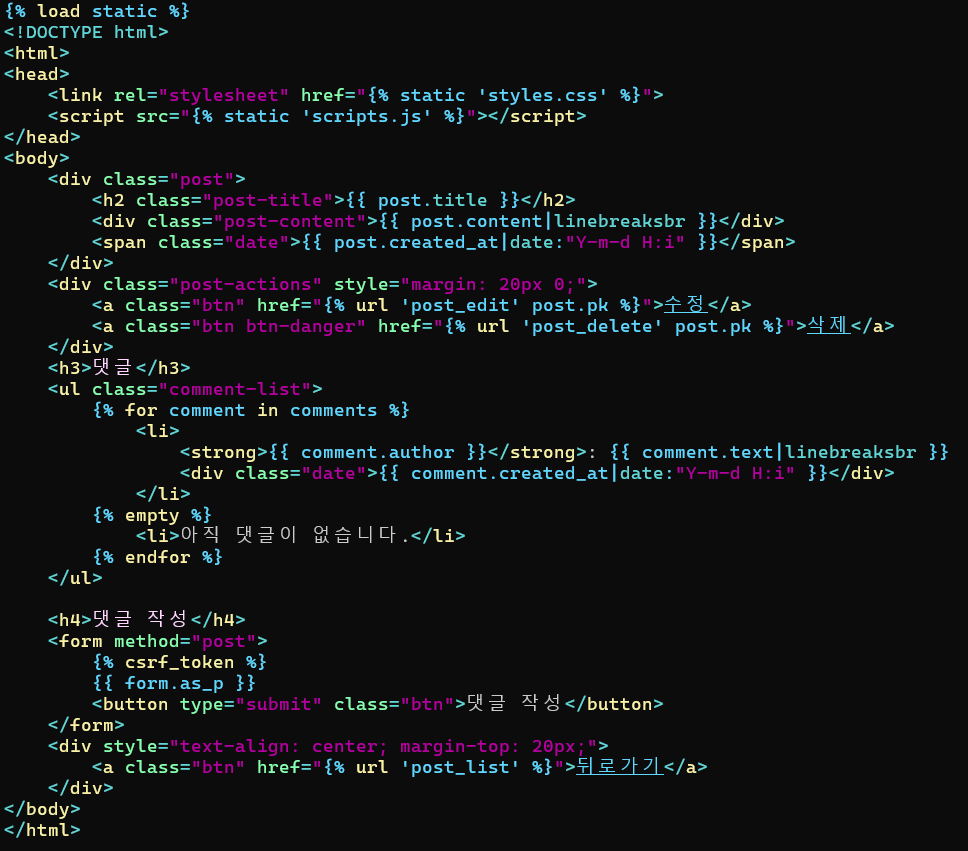 {% load static %}
<!DOCTYPE html>
<html>
<head>
    <link rel="stylesheet" href="{% static 'styles.css' %}">
    <script src="{% static 'scripts.js' %}"></script>
</head>
<body>
    <div class="post">
        <h2 class="post-title">{{ post.title }}</h2>
        <div class="post-content">{{ post.content|linebreaksbr }}</div>
        <span class="date">{{ post.created_at|date:"Y-m-d H:i" }}</span>
    </div>
    <div class="post-actions" style="margin: 20px 0;">
        <a class="btn" href="{% url 'post_edit' post.pk %}">수정</a>
        <a class="btn btn-danger" href="{% url 'post_delete' post.pk %}">삭제</a>
    </div>
    <h3>댓글</h3>
    <ul class="comment-list">
        {% for comment in comments %}
            <li>
                <strong>{{ comment.author }}</strong>: {{ comment.text|linebreaksbr }}
                <div class="date">{{ comment.created_at|date:"Y-m-d H:i" }}</div>
            </li>
        {% empty %}
            <li>아직 댓글이 없습니다.</li>
        {% endfor %}
    </ul>

    <h4>댓글 작성</h4>
    <form method="post">
        {% csrf_token %}
        {{ form.as_p }}
        <button type="submit" class="btn">댓글 작성</button>
    </form>
    <div style="text-align: center; margin-top: 20px;">
        <a class="btn" href="{% url 'post_list' %}">뒤로가기</a>
    </div>
</body>
</html>